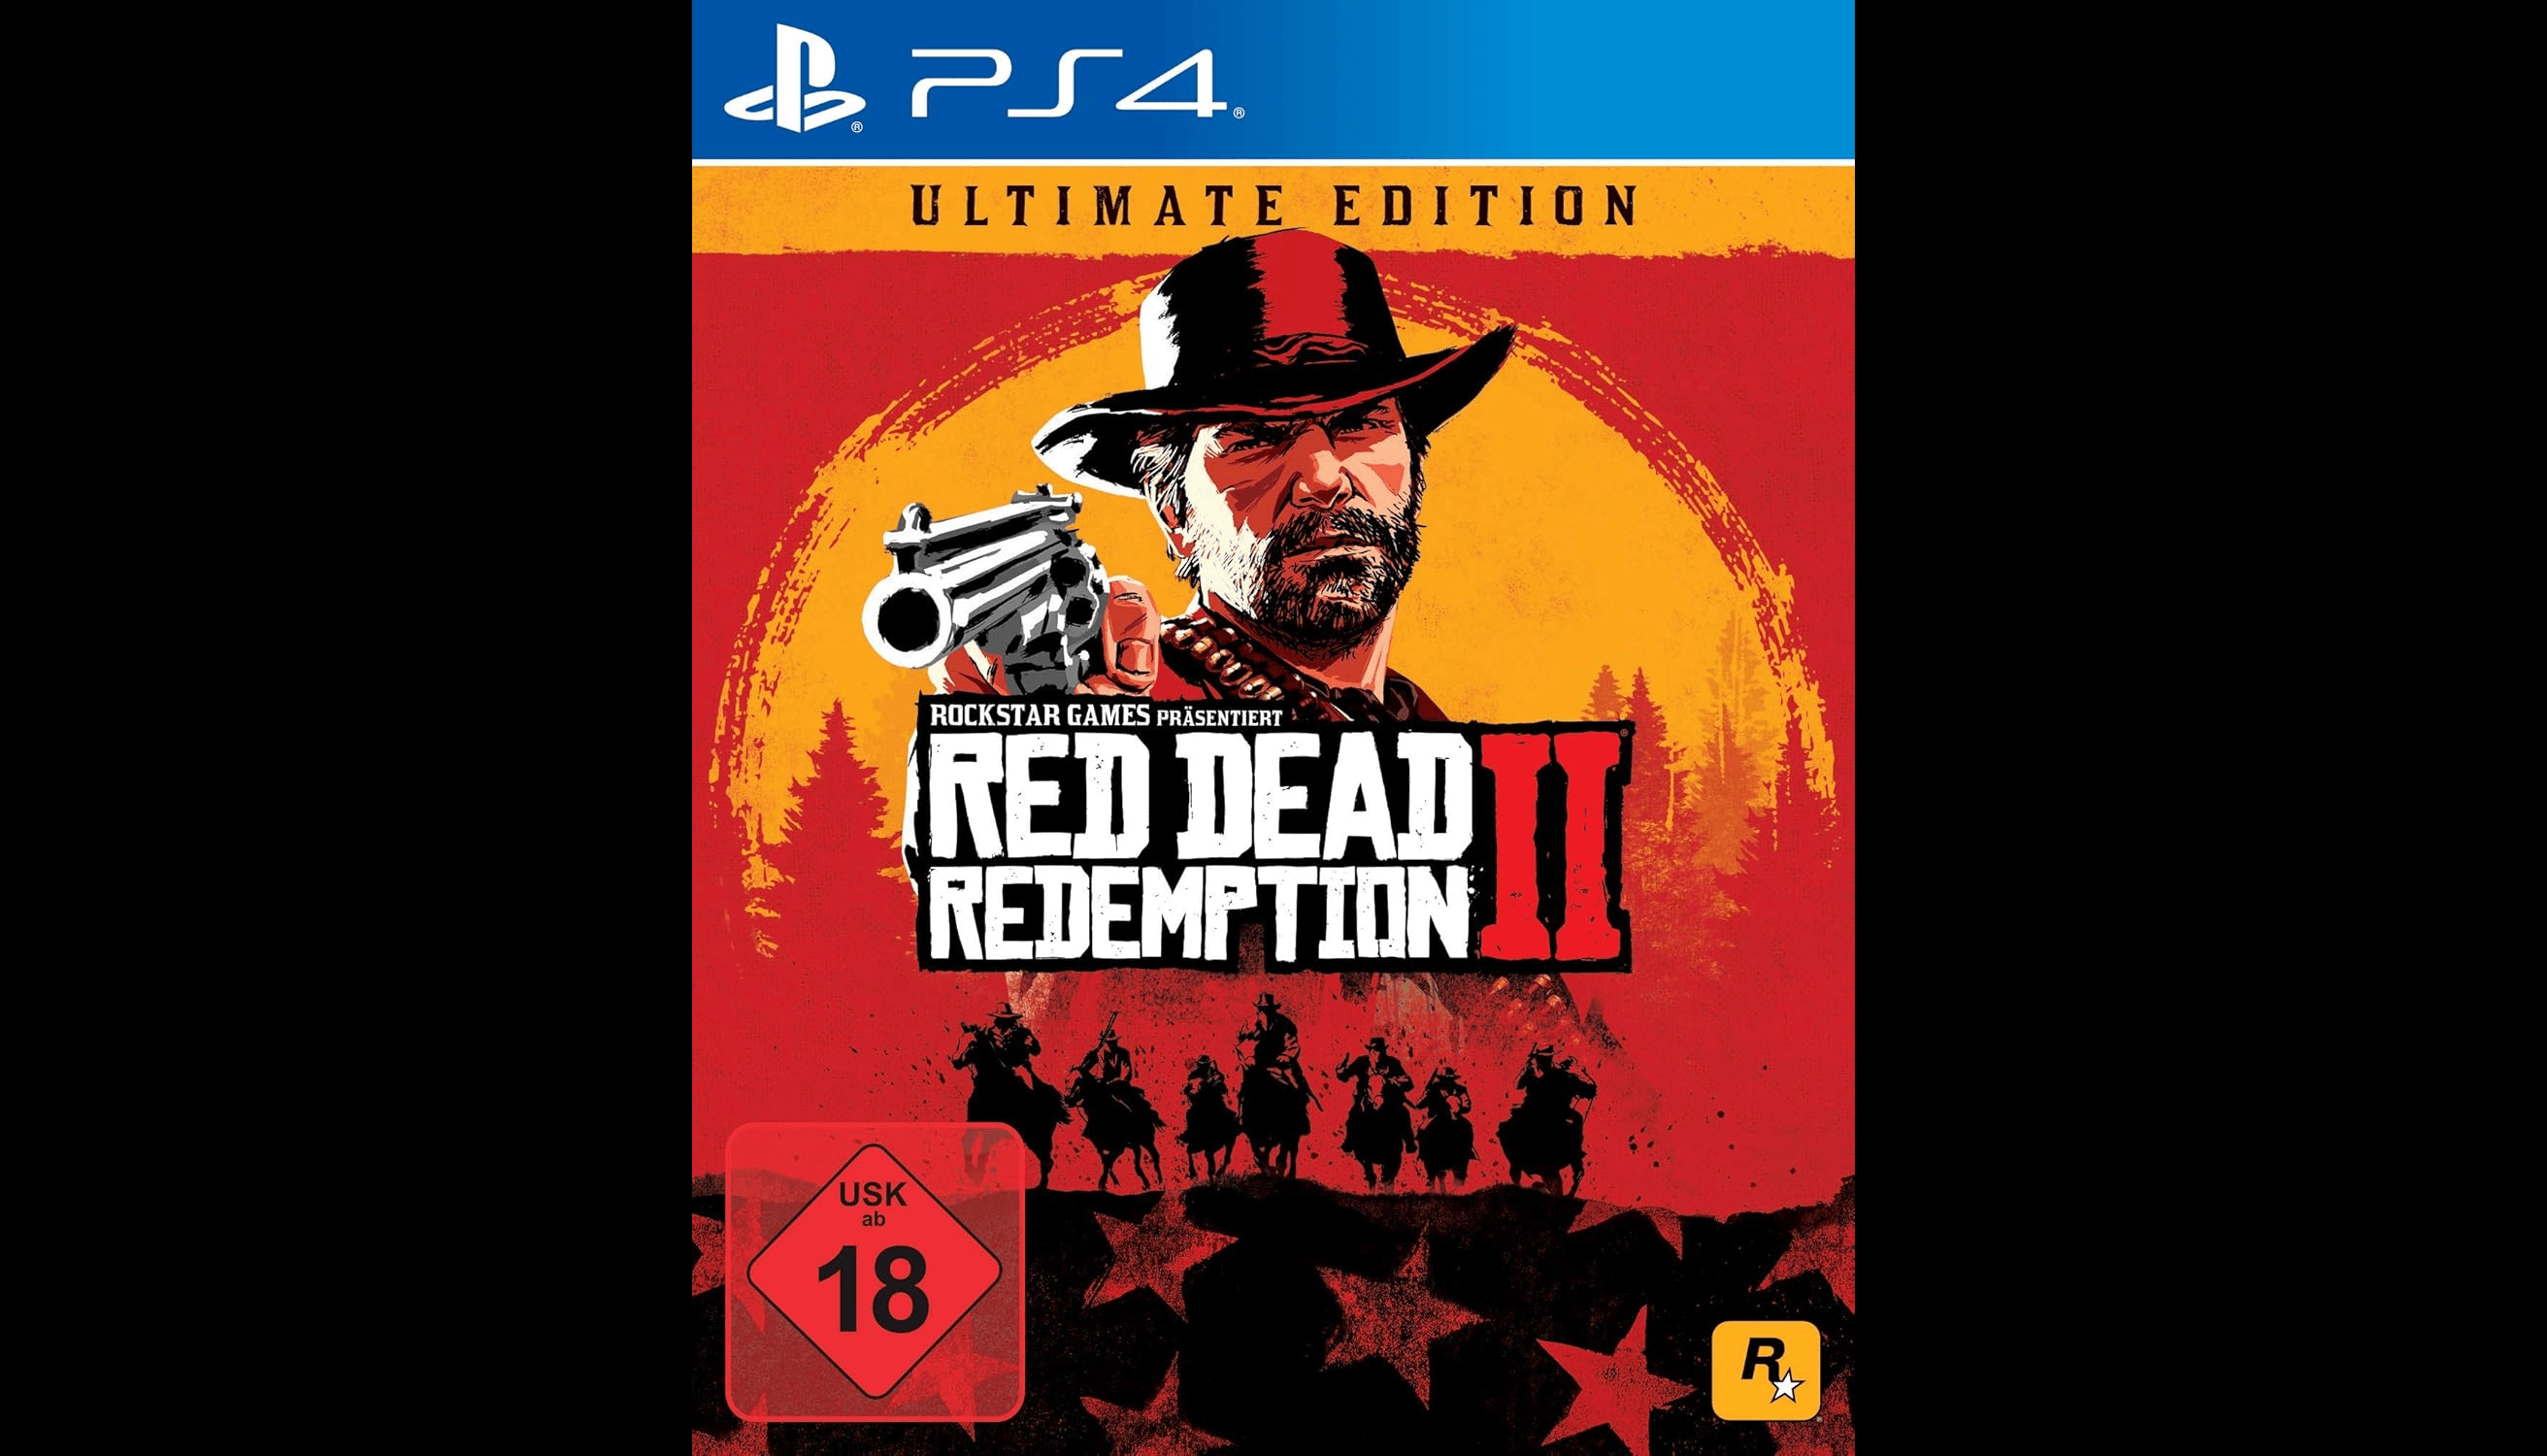 PS4
ULTIMATE EDITION
ROCKSTAR GAMES PRÄSENTIERT
RED DEAD
REDEMPTION II
USK
ab
18
R